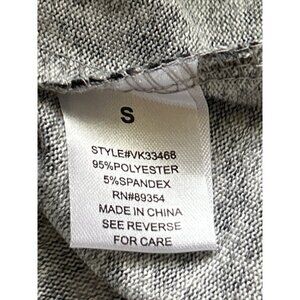 S
STYLE#VK33468
95%POLYESTER
5%SPANDEX
RN#89354
MADE IN CHINA
SEE REVERSE
FOR CARE